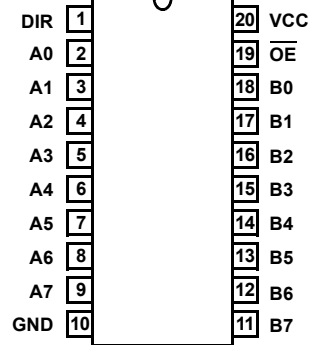 DIR 1 20 VCC
A0 2 19 O̅E̅
A1 3 18 B0
A2 4 17 B1
A3 5 16 B2
A4 6 15 B3
A5 7 14 B4
A6 8 13 B5
A7 9 12 B6
GND 10 11 B7